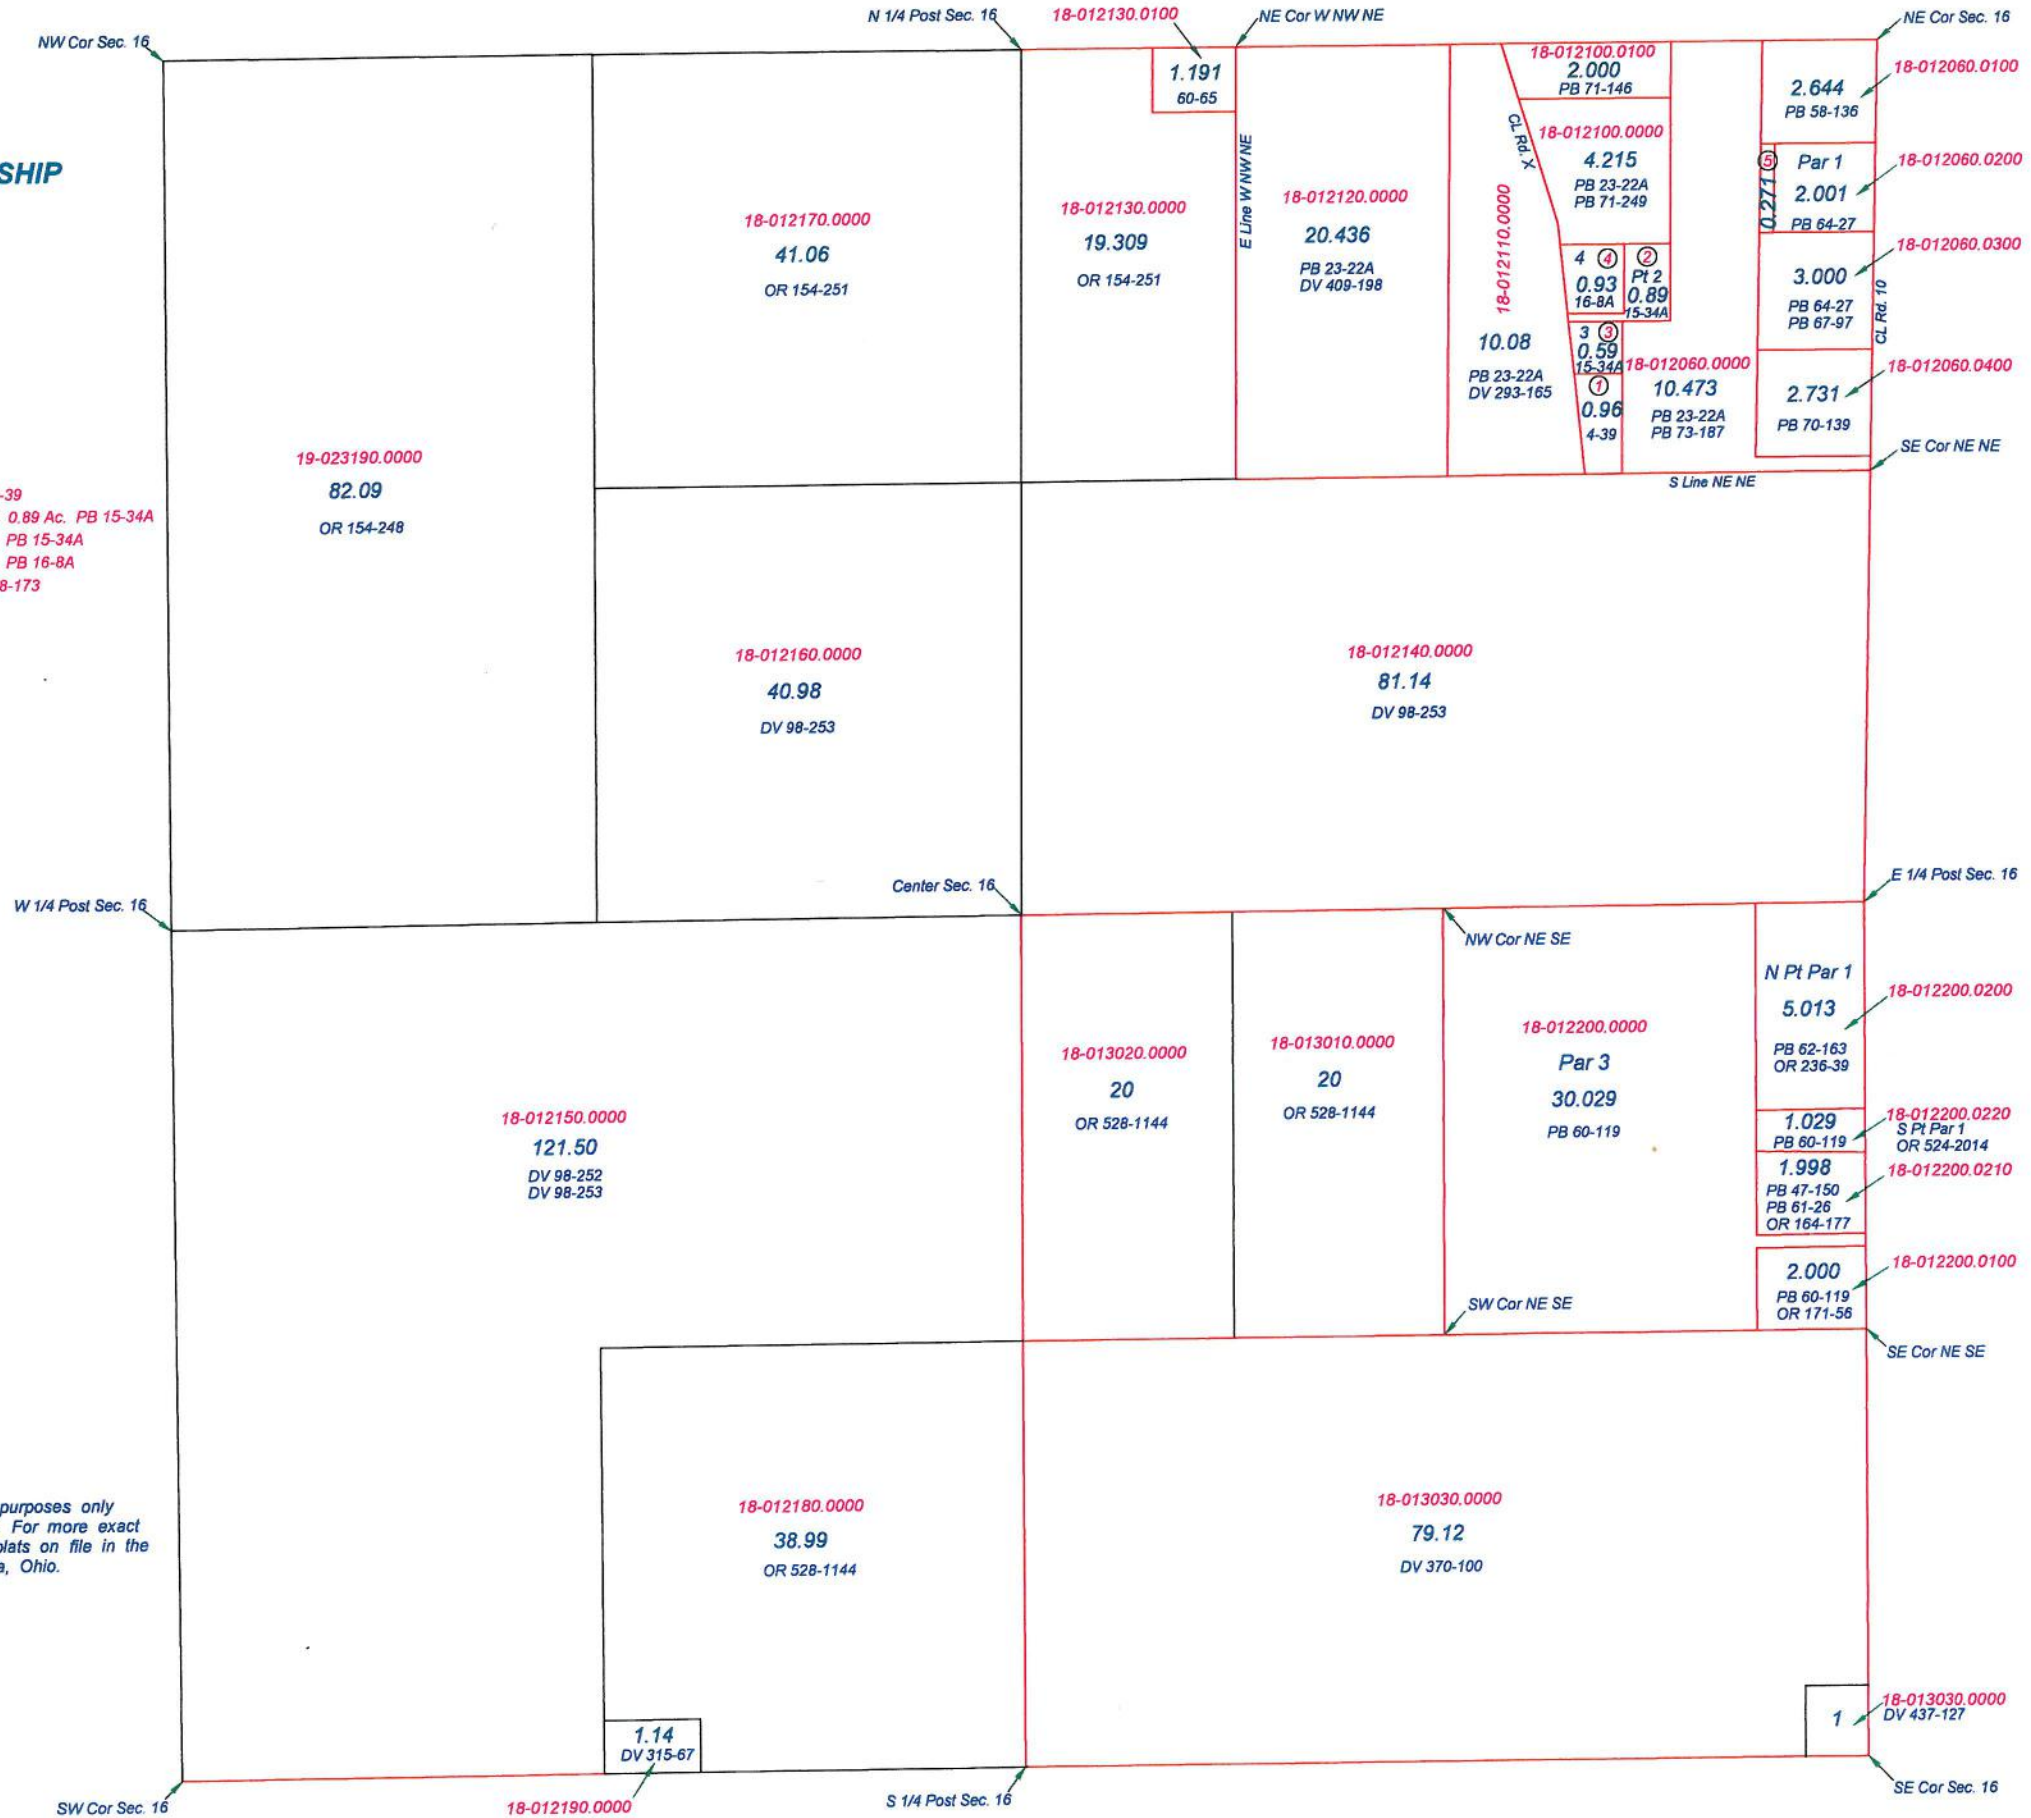 N 1/4 Post Sec. 16
18-012130.0100
NE Cor W NW NE
NE Cor Sec. 16
NW Cor Sec. 16
SHIP
1.191
60-65
18-012100.0100
2.000
PB 71-146
2.644
PB 58-136
18-012060.0100
CL Rd. X
18-012100.0000
4.215
PB 23-22A
PB 71-249
5
0.271
Par 1
2.001
PB 64-27
18-012060.0200
18-012170.0000
41.06
OR 154-251
18-012130.0000
19.309
OR 154-251
E Line W NW NE
18-012120.0000
20.436
PB 23-22A
DV 409-198
18-012110.0000
10.08
PB 23-22A
DV 293-165
4 4
0.93
16-8A
2
Pt 2
0.89
15-34A
3 3
0.59
15-34A
1
0.96
4-39
18-012060.0000
10.473
PB 23-22A
PB 73-187
3.000
PB 64-27
PB 67-97
18-012060.0300
CL Rd. 10
2.731
PB 70-139
18-012060.0400
SE Cor NE NE
S Line NE NE
19-023190.0000
82.09
OR 154-248
-39
0.89 Ac. PB 15-34A
PB 15-34A
PB 16-8A
8-173
18-012160.0000
40.98
DV 98-253
18-012140.0000
81.14
DV 98-253
W 1/4 Post Sec. 16
Center Sec. 16
E 1/4 Post Sec. 16
NW Cor NE SE
18-012150.0000
121.50
DV 98-252
DV 98-253
18-013020.0000
20
OR 528-1144
18-013010.0000
20
OR 528-1144
18-012200.0000
Par 3
30.029
PB 60-119
N Pt Par 1
5.013
PB 62-163
OR 236-39
18-012200.0200
1.029
PB 60-119
18-012200.0220
S Pt Par 1
OR 524-2014
1.998
PB 47-150
PB 61-26
OR 164-177
18-012200.0210
2.000
PB 60-119
OR 171-56
18-012200.0100
SW Cor NE SE
SE Cor NE SE
purposes only
For more exact
plats on file in the
a, Ohio.
18-012180.0000
38.99
OR 528-1144
18-013030.0000
79.12
DV 370-100
1.14
DV 315-67
18-012190.0000
1
18-013030.0000
DV 437-127
SW Cor Sec. 16
S 1/4 Post Sec. 16
SE Cor Sec. 16